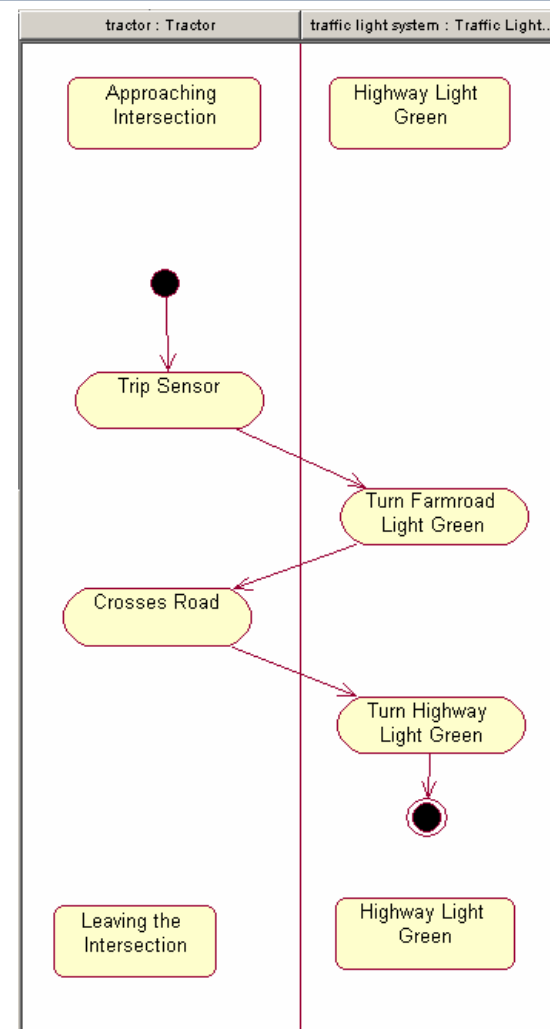 tractor : Tractor
traffic light system : Traffic Light...
Approaching
Intersection
Highway Light
Green
Trip Sensor
Turn Farmroad
Light Green
Crosses Road
Turn Highway
Light Green
Leaving the
Intersection
Highway Light
Green